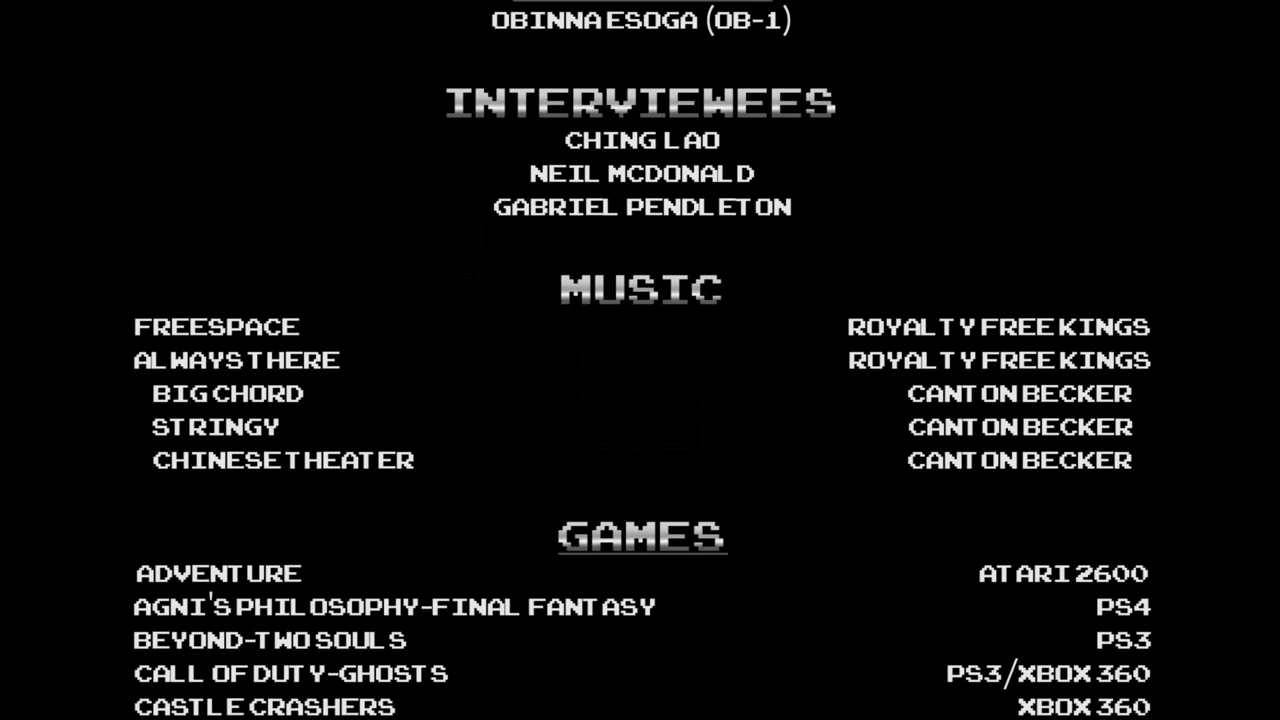 OBINNA ESOGA (OB-1)
INTERVIEWEES
CHING LAO
NEIL MCDONALD
GABRIEL PENDLETON
MUSIC
FREESPACE ROYALTY FREE KINGS
ALWAYS THERE ROYALTY FREE KINGS
BIG CHORD CANTON BECKER
STRINGY CANTON BECKER
CHINESE THEATER CANTON BECKER
GAMES
ADVENTURE ATARI 2600
AGNI'S PHILOSOPHY-FINAL FANTASY PS4
BEYOND-TWO SOULS PS3
CALL OF DUTY-GHOSTS PS3/XBOX 360
CASTLE CRASHERS XBOX 360